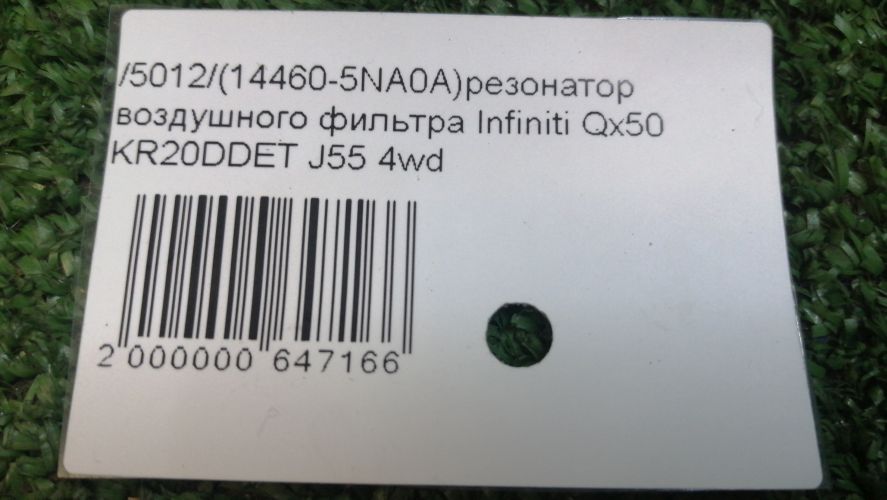 /5012/(14460-5NA0A)резонатор
воздушного фильтра Infiniti Qx50
KR20DDET J55 4wd
2 000000 647166